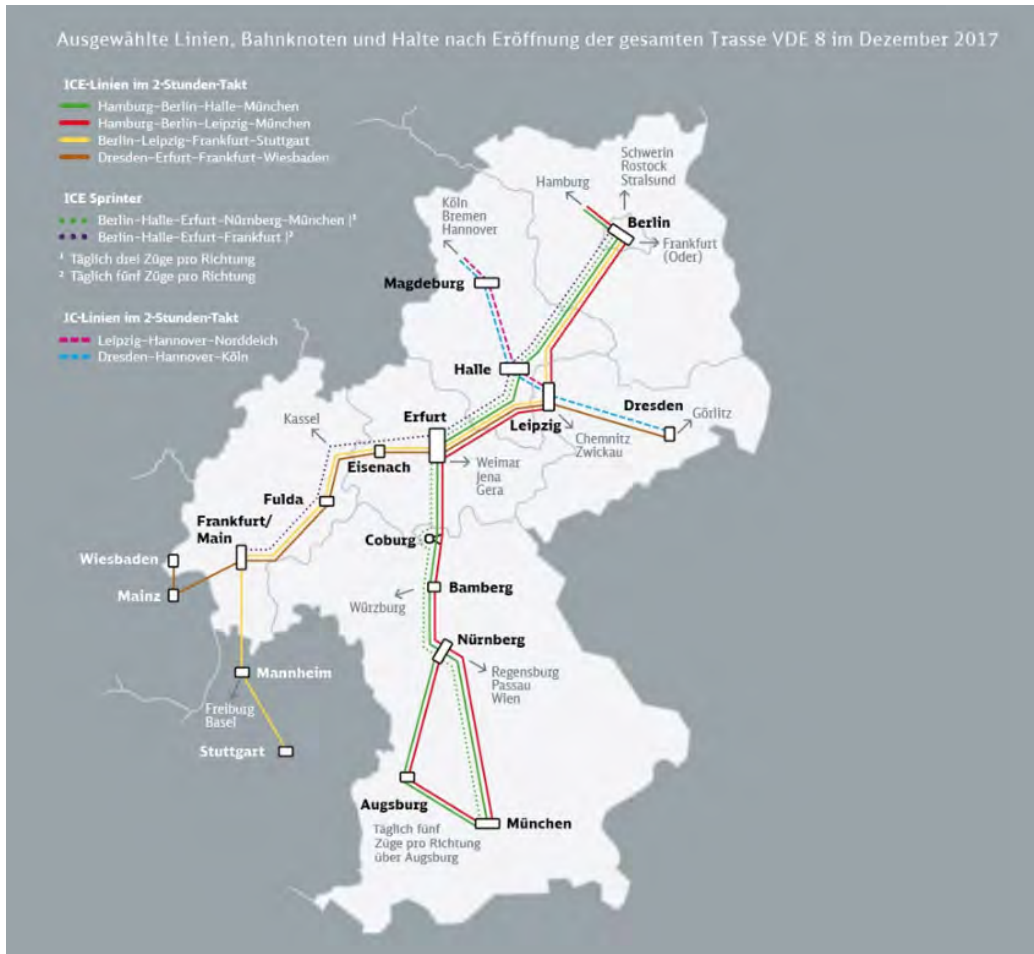 Ausgewählte Linien, Bahnknoten und Halte nach Eröffnung der gesamten Trasse VDE 8 im Dezember 2017
ICE-Linien im 2-Stunden-Takt
Hamburg–Berlin–Halle–München
Hamburg–Berlin–Leipzig–München
Berlin–Leipzig–Frankfurt–Stuttgart
Dresden–Erfurt–Frankfurt–Wiesbaden
ICE Sprinter
Berlin–Halle–Erfurt–Nürnberg–München |¹
Berlin–Halle–Erfurt–Frankfurt |²
¹ Täglich drei Züge pro Richtung
² Täglich fünf Züge pro Richtung
IC-Linien im 2-Stunden-Takt
Leipzig–Hannover–Norddeich
Dresden–Hannover–Köln
Schwerin
Rostock
Stralsund
Hamburg
Berlin
Köln
Bremen
Hannover
Frankfurt
(Oder)
Magdeburg
Halle
Leipzig
Dresden
Görlitz
Chemnitz
Zwickau
Kassel
Erfurt
Eisenach
Weimar
Jena
Gera
Fulda
Frankfurt/
Main
Wiesbaden
Mainz
Coburg
Bamberg
Würzburg
Nürnberg
Regensburg
Passau
Wien
Mannheim
Freiburg
Basel
Stuttgart
Augsburg
Täglich fünf
Züge pro Richtung
über Augsburg
München